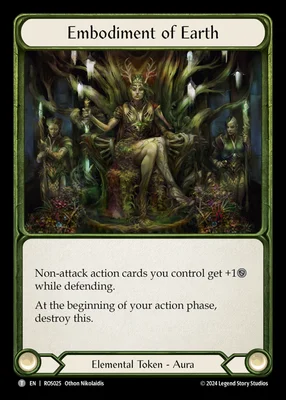 Embodiment of Earth
Non-attack action cards you control get +1
while defending.
At the beginning of your action phase,
destroy this.
Elemental Token - Aura
T EN | ROS025 Othon Nikolaidis © 2024 Legend Story Studios